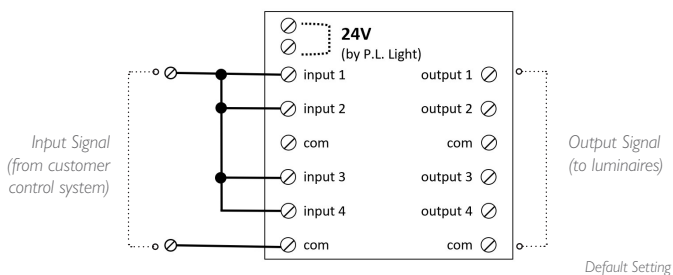 24V
(by P.L. Light)
input 1
output 1
input 2
output 2
com
com
Input Signal
(from customer
control system)
Output Signal
(to luminaires)
input 3
output 3
input 4
output 4
com
com
Default Setting